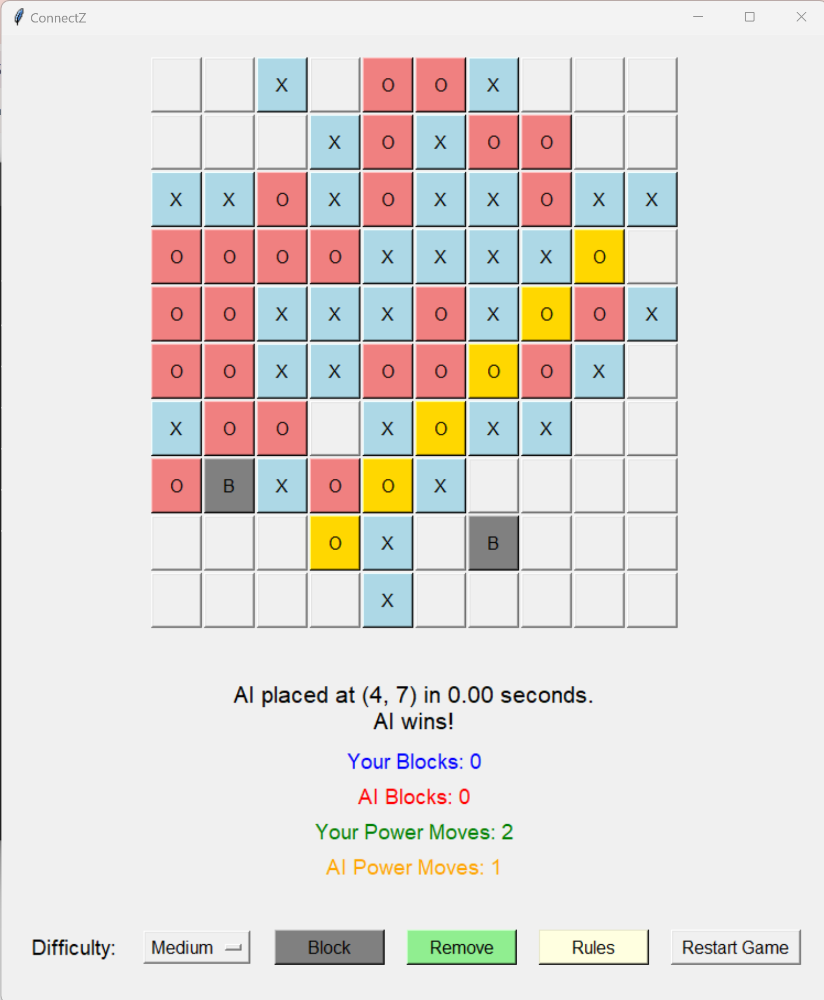 ConnectZ
X O O X
X O X O O
X X O X O X X O X X
O O O O X X X X O
O O X X X O X O O X
O O X X O O O O X
X O O X O X X
O B X O O X
O X B
X
AI placed at (4, 7) in 0.00 seconds.
AI wins!
Your Blocks: 0
AI Blocks: 0
Your Power Moves: 2
AI Power Moves: 1
Difficulty: Medium Block Remove Rules Restart Game